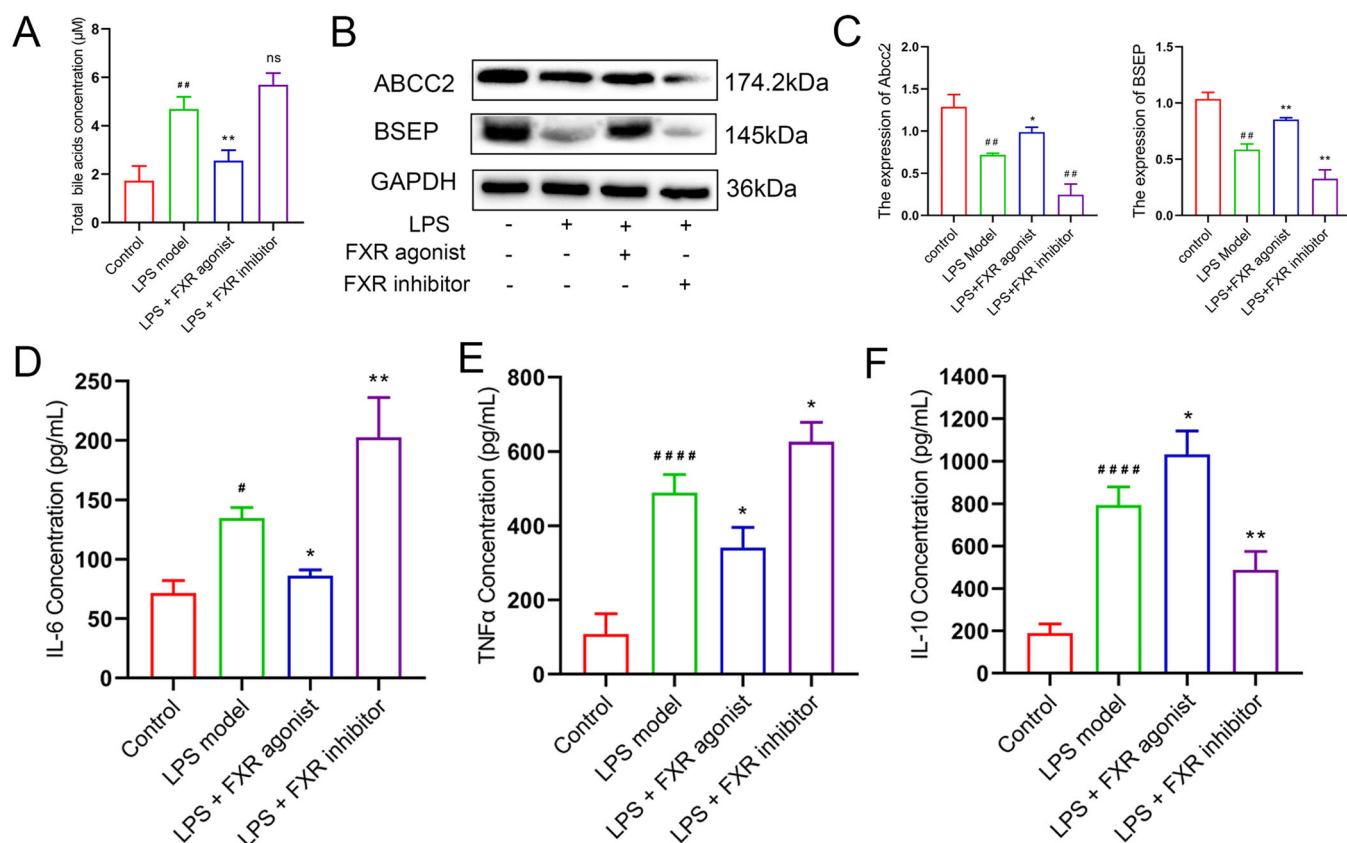 A
Total bile acids concentration (μM)
8
6
4
2
0
##
**
ns
Control
LPS model
LPS + FXR agonist
LPS + FXR inhibitor
B
ABCC2
174.2kDa
BSEP
145kDa
GAPDH
36kDa
LPS - + + +
FXR agonist - - + -
FXR inhibitor - - - +
C
The expression of Abcc2
2.0
1.5
1.0
0.5
0.0
##
*
##
control
LPS Model
LPS+FXR agonist
LPS+FXR inhibitor
The expression of BSEP
1.5
1.0
0.5
0.0
##
**
**
control
LPS Model
LPS+FXR agonist
LPS+FXR inhibitor
D
IL-6 Concentration (pg/mL)
250
200
150
100
50
0
#
*
**
Control
LPS model
LPS + FXR agonist
LPS + FXR inhibitor
E
TNFα Concentration (pg/mL)
800
600
400
200
0
####
*
*
Control
LPS model
LPS + FXR agonist
LPS + FXR inhibitor
F
IL-10 Concentration (pg/mL)
1400
1200
1000
800
600
400
200
0
####
*
**
Control
LPS model
LPS + FXR agonist
LPS + FXR inhibitor